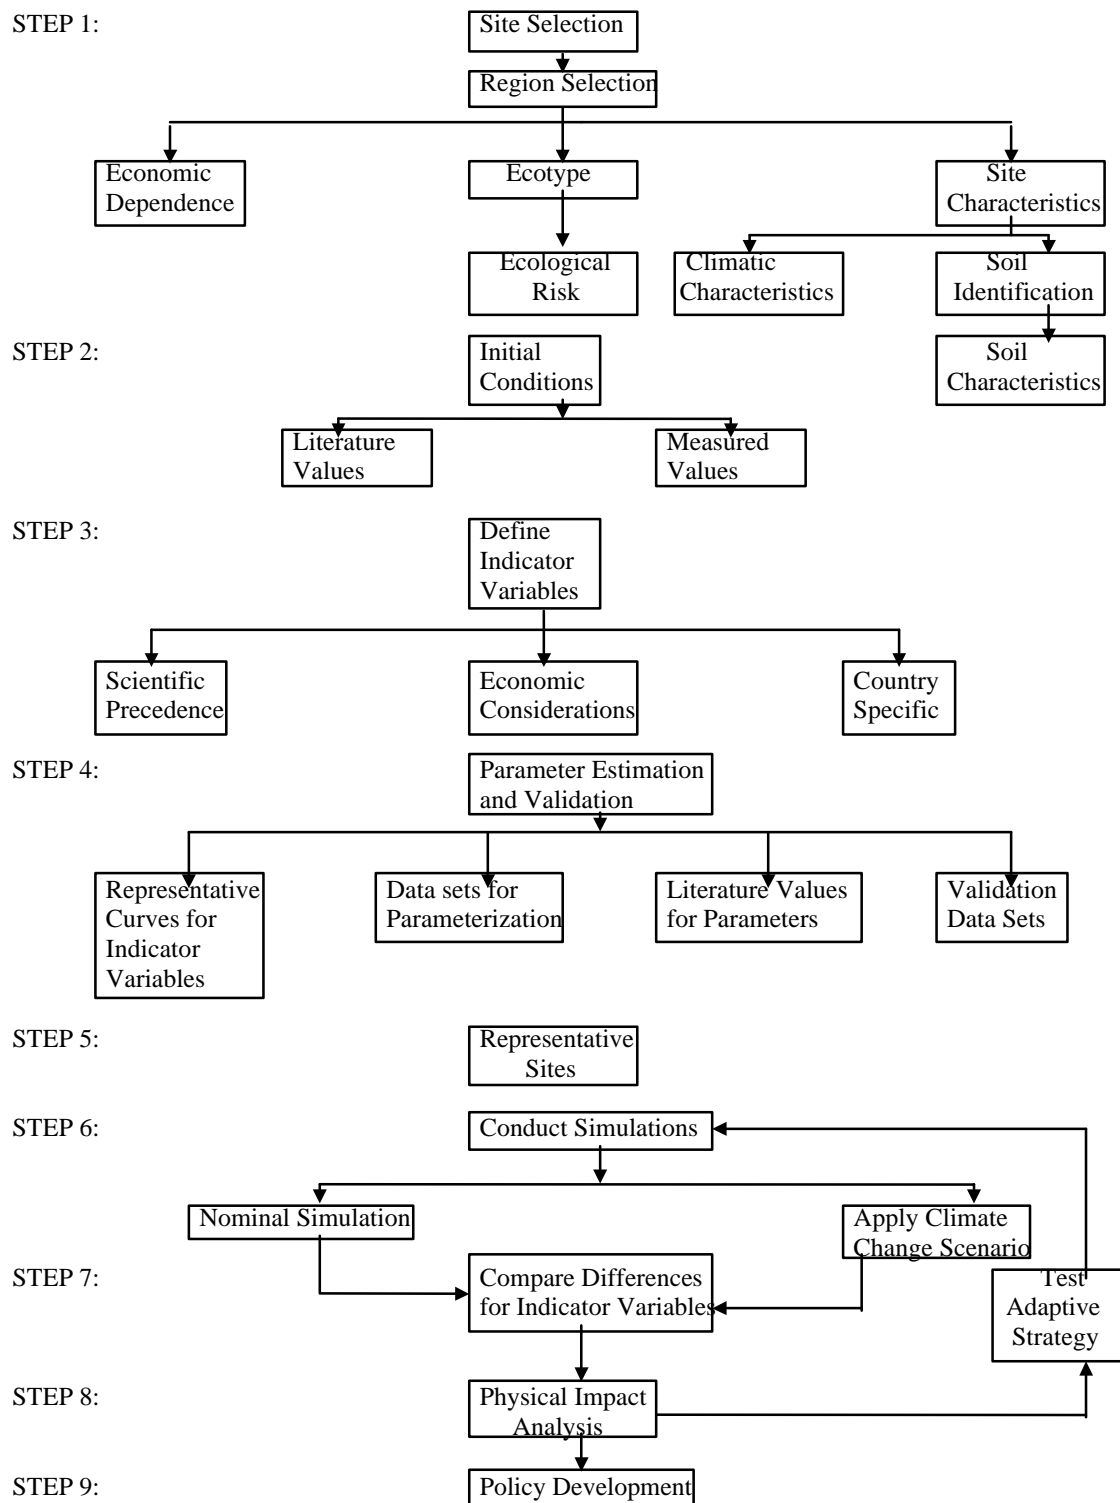 STEP 1:
Site Selection
Region Selection
Economic
Dependence
Ecotype
Site
Characteristics
Ecological
Risk
Climatic
Characteristics
Soil
Identification
STEP 2:
Initial
Conditions
Soil
Characteristics
Literature
Values
Measured
Values
STEP 3:
Define
Indicator
Variables
Scientific
Precedence
Economic
Considerations
Country
Specific
STEP 4:
Parameter Estimation
and Validation
Representative
Curves for
Indicator
Variables
Data sets for
Parameterization
Literature Values
for Parameters
Validation
Data Sets
STEP 5:
Representative
Sites
STEP 6:
Conduct Simulations
Nominal Simulation
Apply Climate
Change Scenario
STEP 7:
Compare Differences
for Indicator Variables
Test
Adaptive
Strategy
STEP 8:
Physical Impact
Analysis
STEP 9:
Policy Development